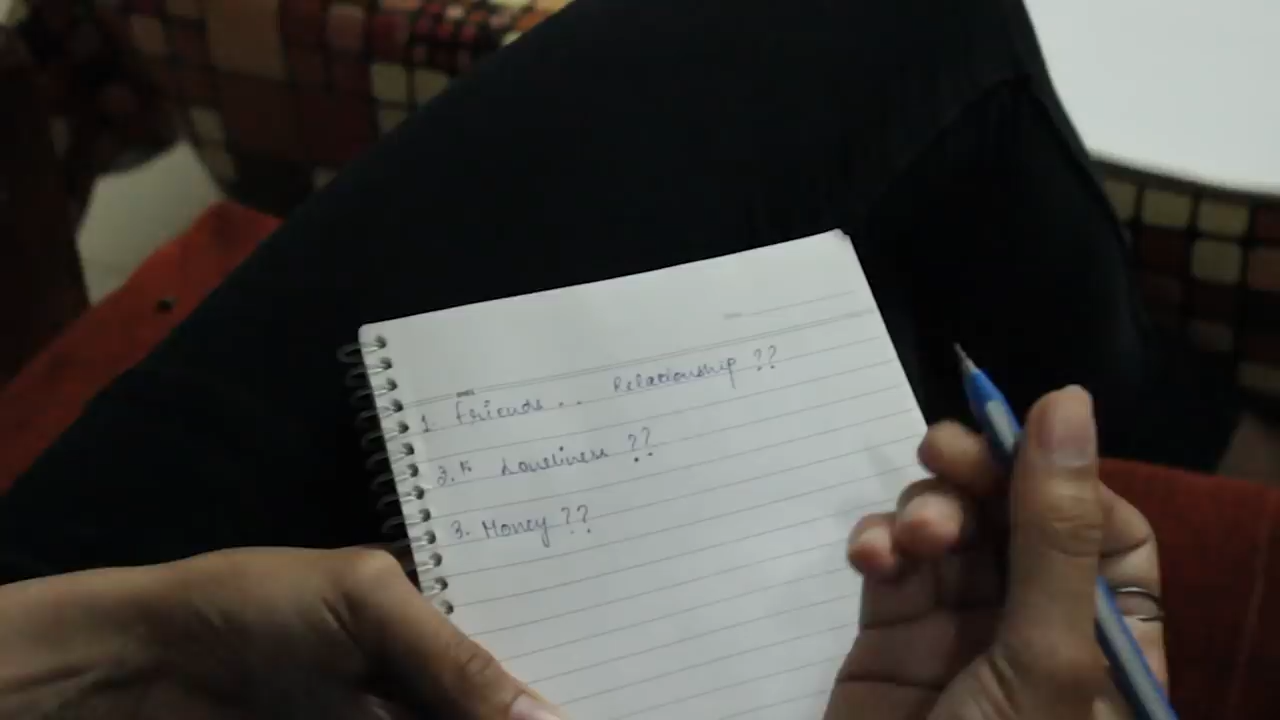 1. Friends . . Relationship ??
2. Loneliness ??
3. Money ??